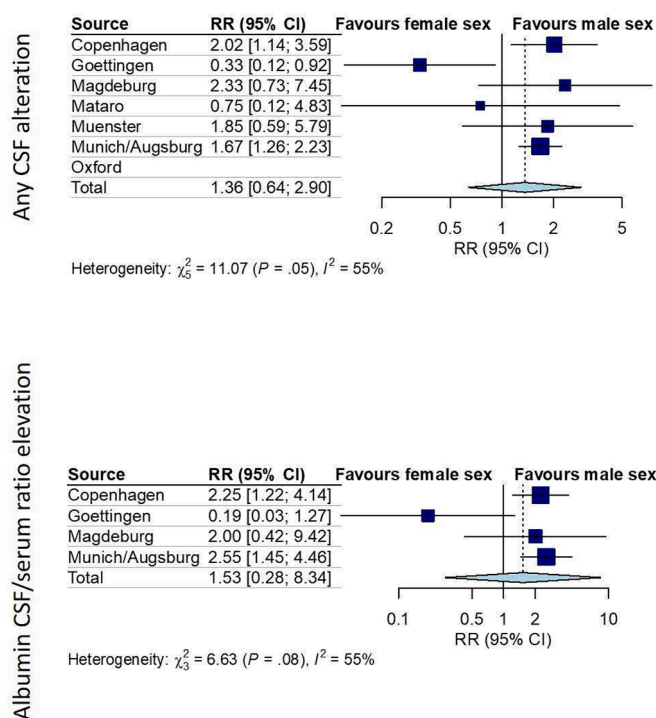 Any CSF alteration
Source RR (95% CI) Favours female sex Favours male sex
Copenhagen 2.02 [1.14; 3.59]
Goettingen 0.33 [0.12; 0.92]
Magdeburg 2.33 [0.73; 7.45]
Mataro 0.75 [0.12; 4.83]
Muenster 1.85 [0.59; 5.79]
Munich/Augsburg 1.67 [1.26; 2.23]
Oxford
Total 1.36 [0.64; 2.90]
0.2 0.5 1 2 5
RR (95% CI)
Heterogeneity: χ²₅ = 11.07 (P = .05), I² = 55%
Albumin CSF/serum ratio elevation
Source RR (95% CI) Favours female sex Favours male sex
Copenhagen 2.25 [1.22; 4.14]
Goettingen 0.19 [0.03; 1.27]
Magdeburg 2.00 [0.42; 9.42]
Munich/Augsburg 2.55 [1.45; 4.46]
Total 1.53 [0.28; 8.34]
0.1 0.5 1 2 10
RR (95% CI)
Heterogeneity: χ²₃ = 6.63 (P = .08), I² = 55%